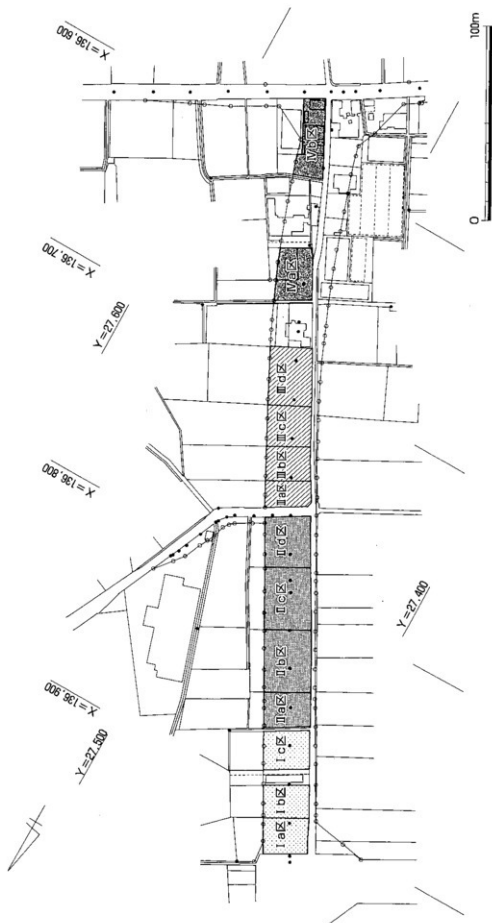 X=136,600
100m
0
X=136,700
Y=27,600
X=136,800
Y=27,400
X=136,900
Y=27,500
Ⅳb区
Ⅳa区
Ⅲd区
Ⅲc区
Ⅲb区
Ⅲa区
Ⅱd区
Ⅱc区
Ⅱb区
Ⅱa区
Ⅰc区
Ⅰb区
Ⅰa区